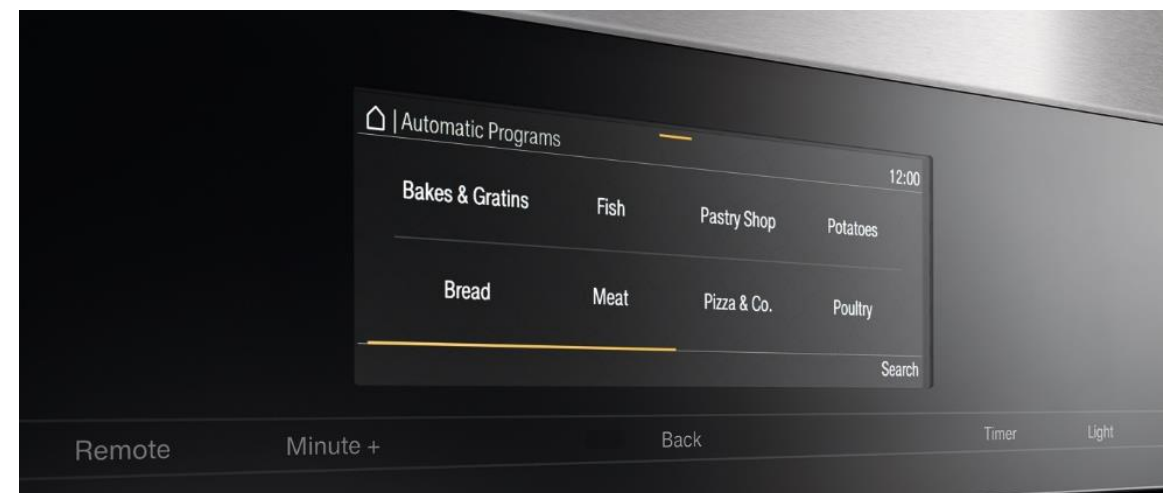 | Automatic Programs
12:00
Bakes & Gratins Fish Pastry Shop Potatoes
Bread Meat Pizza & Co. Poultry
Search
Remote Minute + Back Timer Light